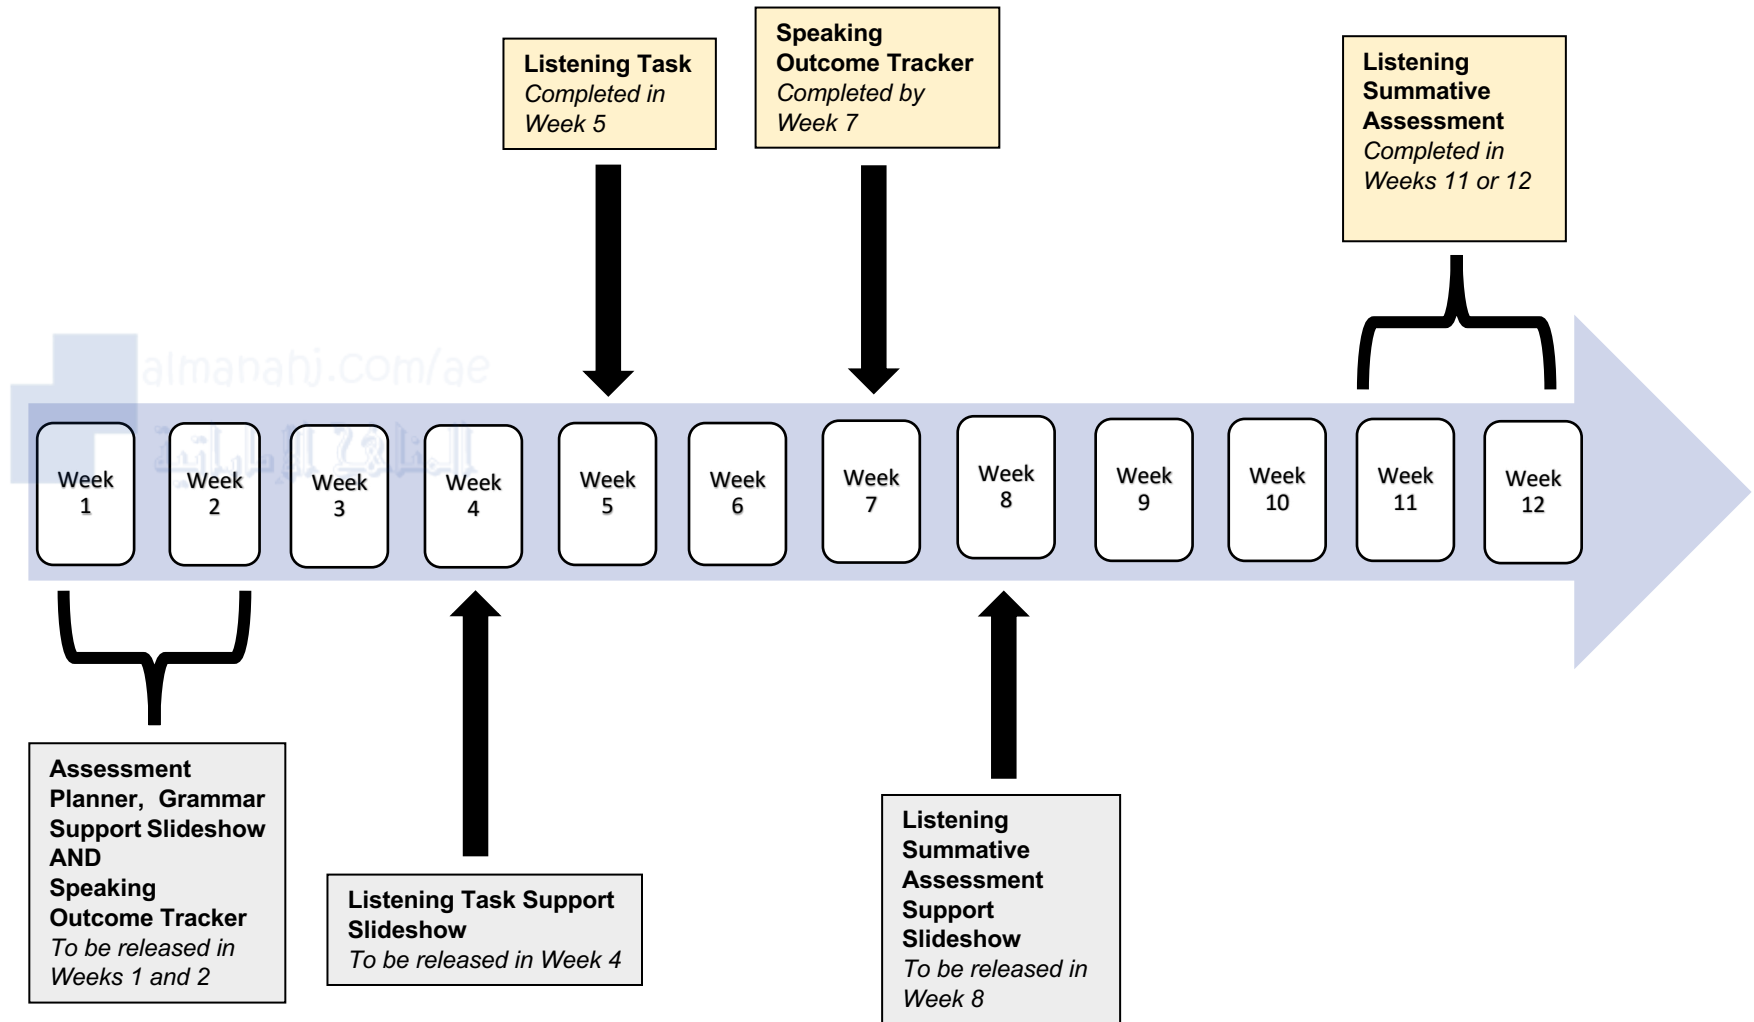 Listening Task
Completed in
Week 5
Speaking
Outcome Tracker
Completed by
Week 7
Listening
Summative
Assessment
Completed in
Weeks 11 or 12
almanahj.com/ae
المناهج الإماراتية
Week
1
Week
2
Week
3
Week
4
Week
5
Week
6
Week
7
Week
8
Week
9
Week
10
Week
11
Week
12
Assessment
Planner, Grammar
Support Slideshow
AND
Speaking
Outcome Tracker
To be released in
Weeks 1 and 2
Listening Task Support
Slideshow
To be released in Week 4
Listening
Summative
Assessment
Support
Slideshow
To be released in
Week 8